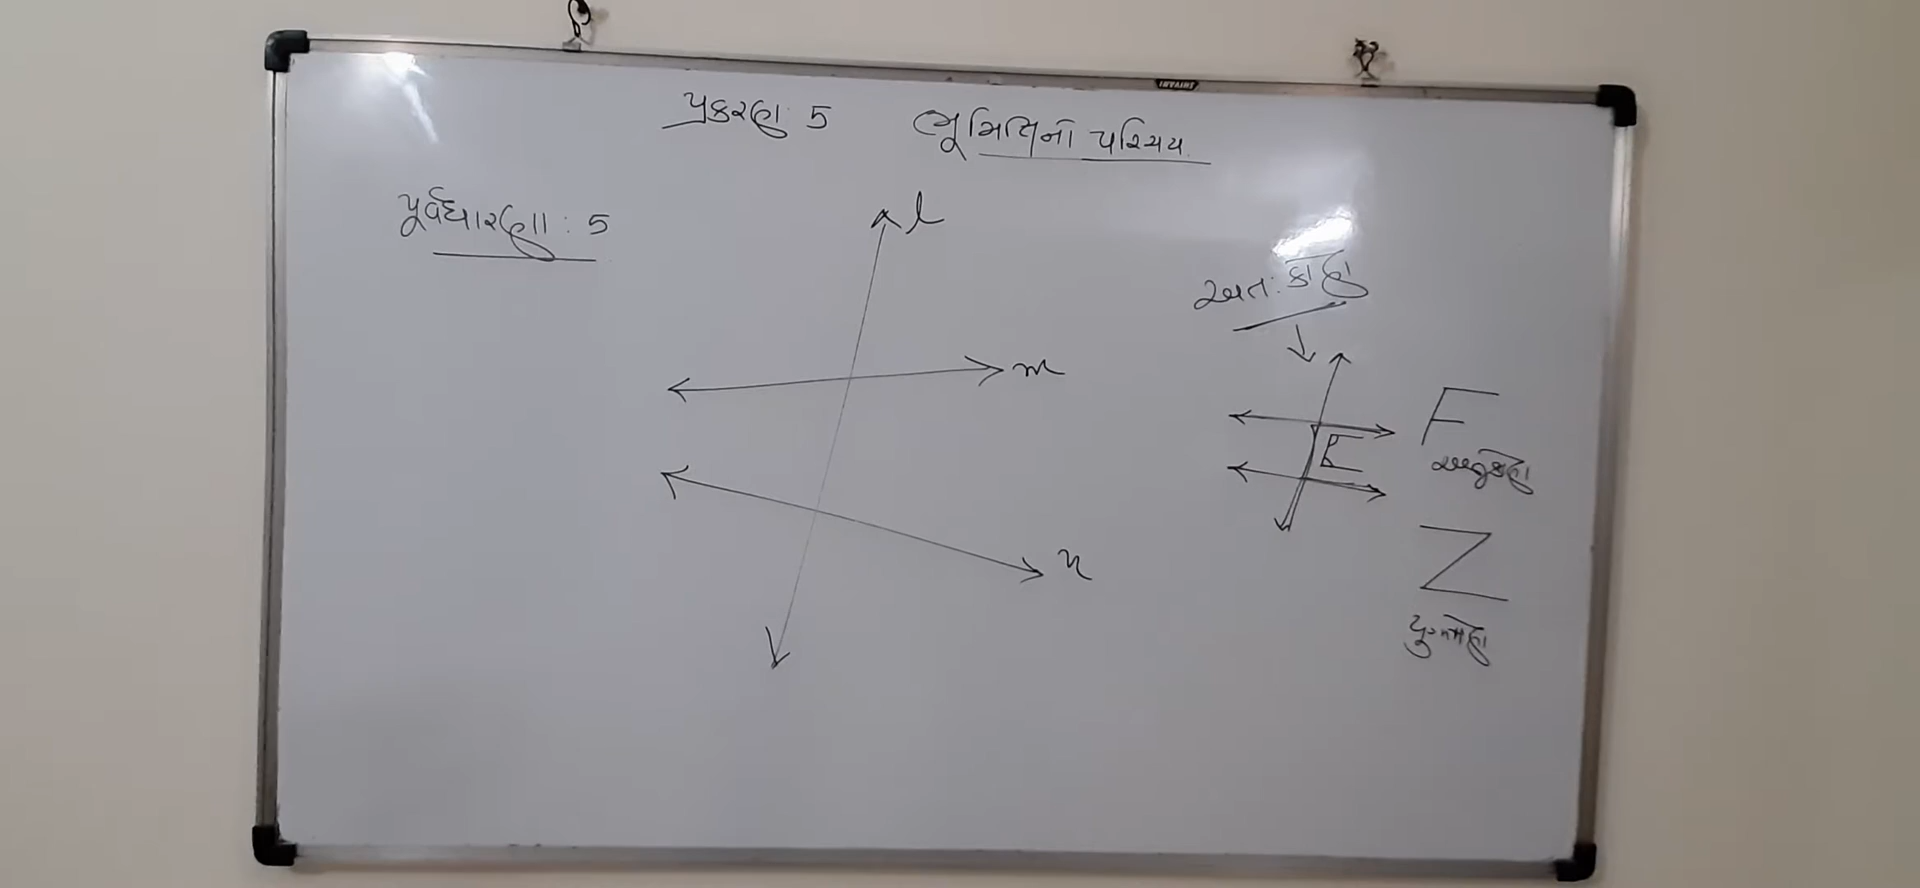 પ્રકરણ: 5 ભૂમિતિનો પરિચય
પૂર્વધારણા : 5
l
m
n
અંત: કોણ
F
અનુકોણ
Z
યુગ્મકોણ